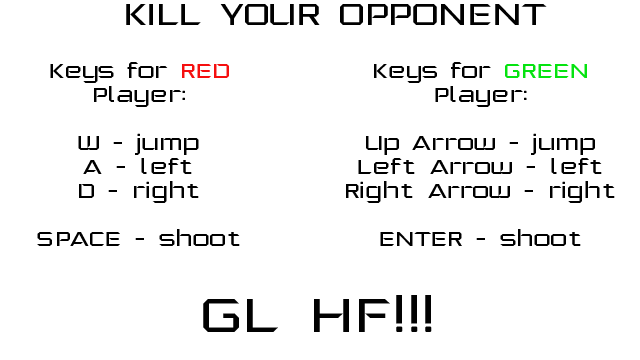 KILL YOUR OPPONENT
Keys for RED
Player:
W - jump
A - left
D - right
SPACE - shoot
Keys for GREEN
Player:
Up Arrow - jump
Left Arrow - left
Right Arrow - right
ENTER - shoot
GL HF!!!